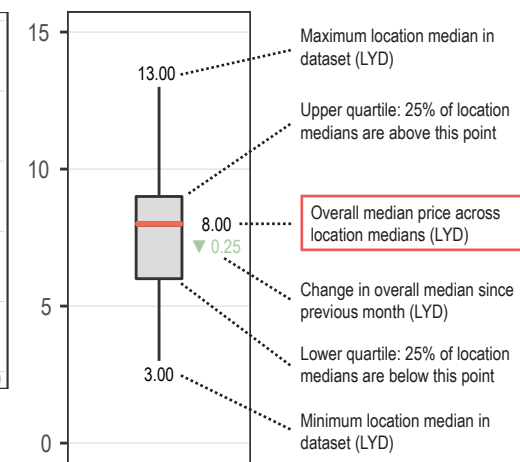 15
Maximum location median in
dataset (LYD)
13.00
Upper quartile: 25% of location
medians are above this point
10
Overall median price across
location medians (LYD)
8.00
▼ 0.25
Change in overall median since
previous month (LYD)
5
Lower quartile: 25% of location
medians are below this point
3.00
Minimum location median in
dataset (LYD)
0